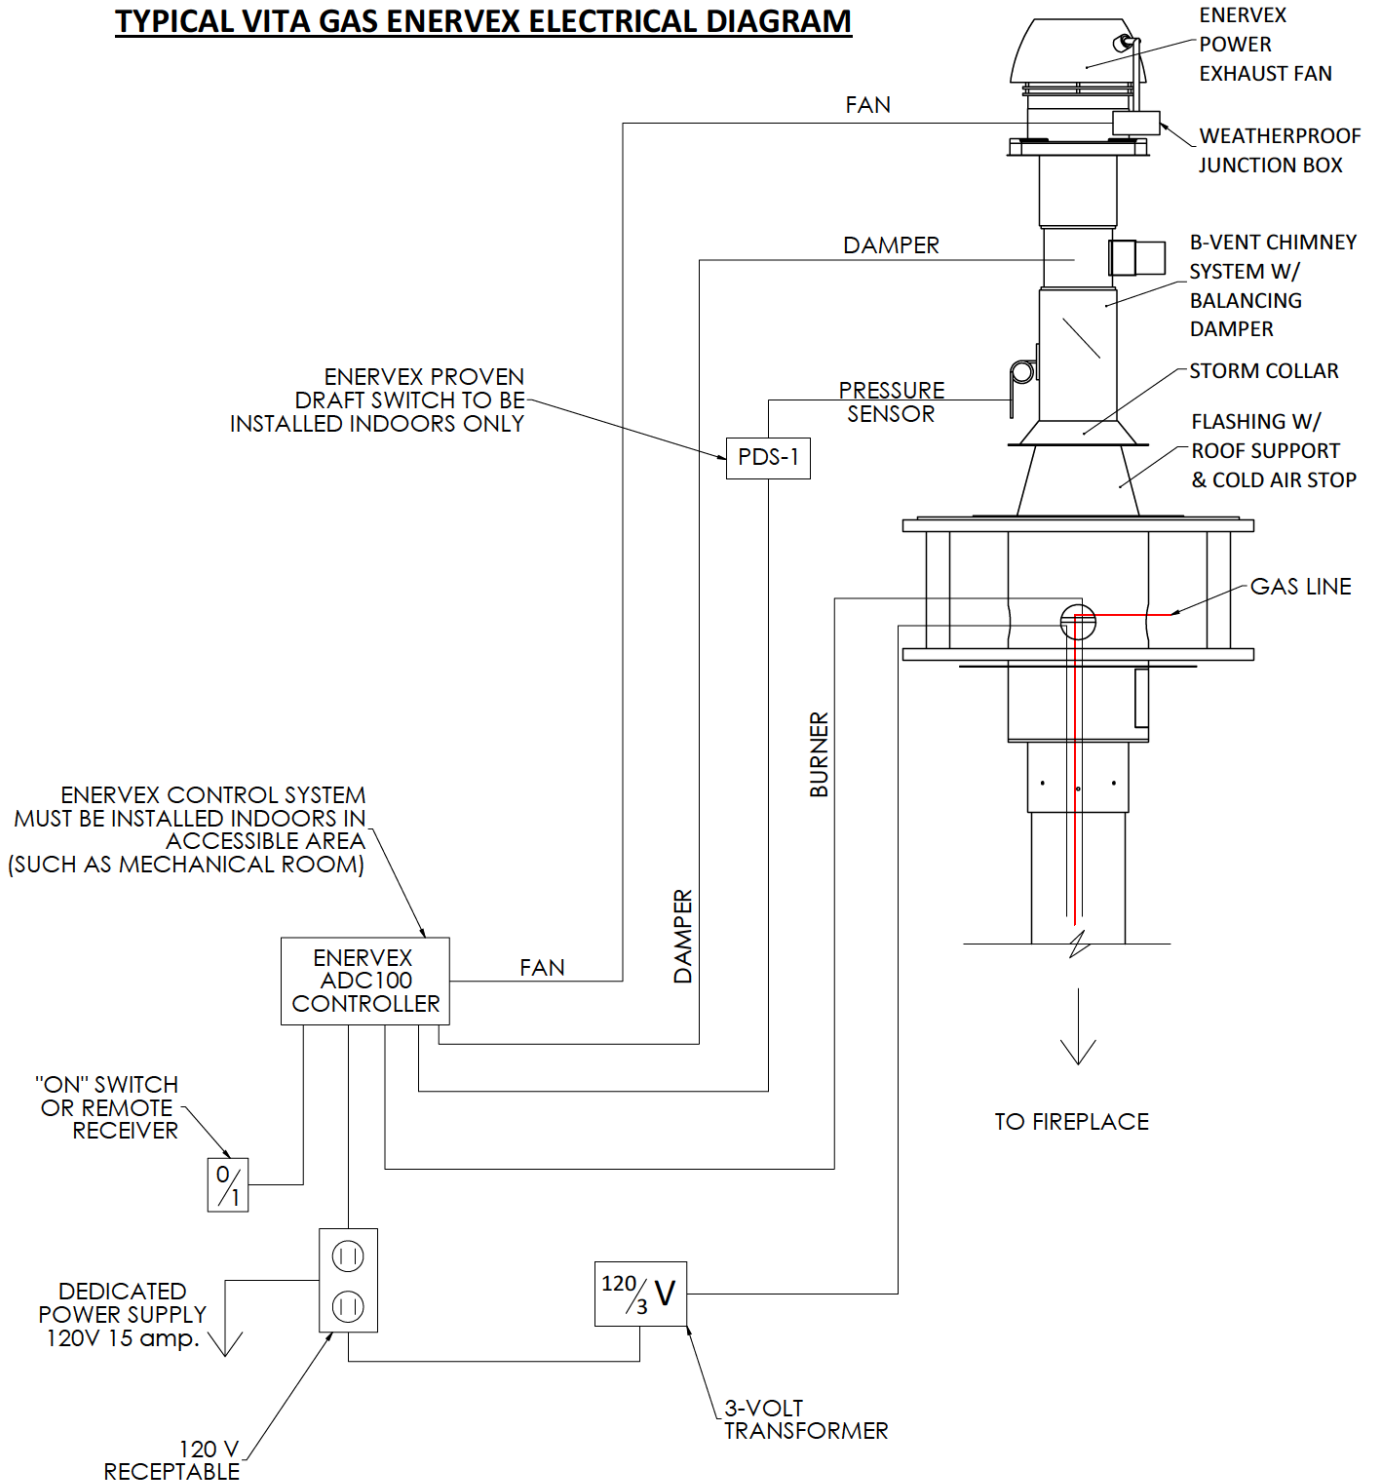 TYPICAL VITA GAS ENERVEX ELECTRICAL DIAGRAM
ENERVEX
POWER
EXHAUST FAN
FAN
WEATHERPROOF
JUNCTION BOX
DAMPER
B-VENT CHIMNEY
SYSTEM W/
BALANCING
DAMPER
ENERVEX PROVEN
DRAFT SWITCH TO BE
INSTALLED INDOORS ONLY
PRESSURE
SENSOR
STORM COLLAR
FLASHING W/
ROOF SUPPORT
& COLD AIR STOP
PDS-1
GAS LINE
BURNER
ENERVEX CONTROL SYSTEM
MUST BE INSTALLED INDOORS IN
ACCESSIBLE AREA
(SUCH AS MECHANICAL ROOM)
DAMPER
ENERVEX
ADC100
CONTROLLER
FAN
"ON" SWITCH
OR REMOTE
RECEIVER
0/1
TO FIREPLACE
DEDICATED
POWER SUPPLY
120V 15 amp.
120/3 V
3-VOLT
TRANSFORMER
120 V
RECEPTABLE